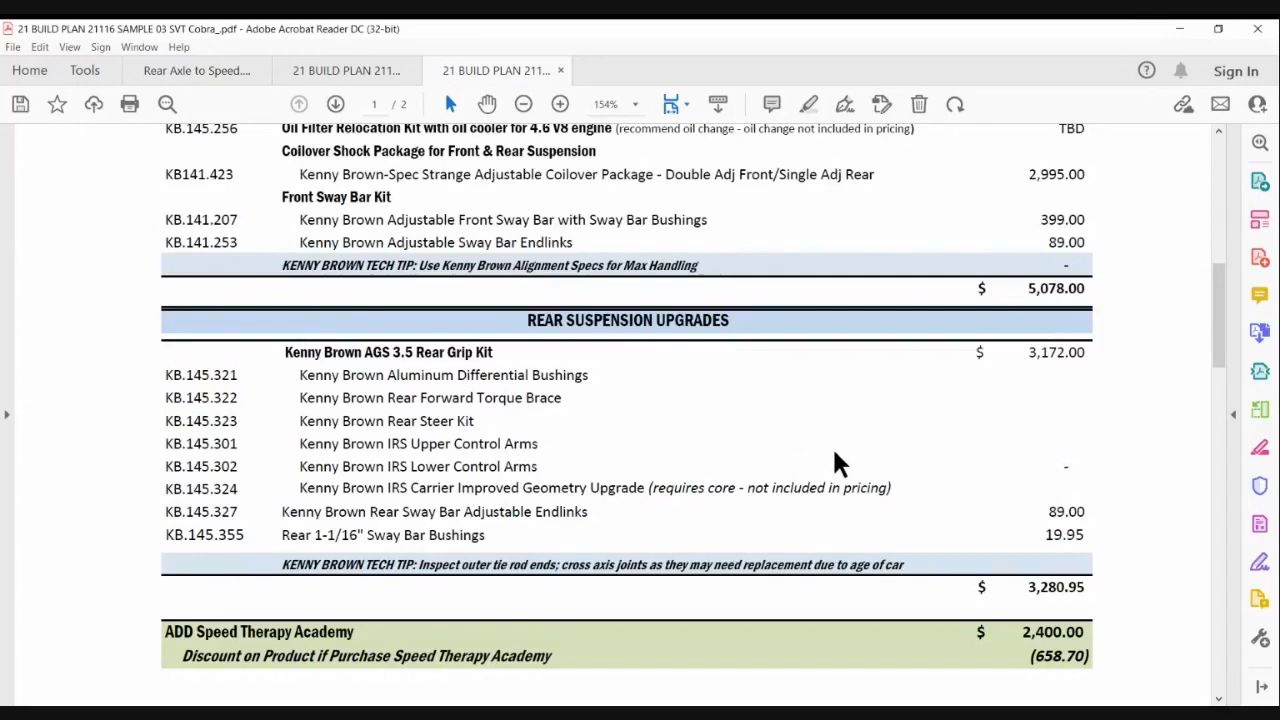 21 BUILD PLAN 21116 SAMPLE 03 SVT Cobra_.pdf - Adobe Acrobat Reader DC (32-bit)
File Edit View Sign Window Help
Home Tools Rear Axle to Speed.... 21 BUILD PLAN 211... 21 BUILD PLAN 211... × Sign In
1 / 2 154%
KB.145.256 Oil Filter Relocation Kit with oil cooler for 4.6 V8 engine (recommend oil change - oil change not included in pricing) TBD
Coilover Shock Package for Front & Rear Suspension
KB141.423 Kenny Brown-Spec Strange Adjustable Coilover Package - Double Adj Front/Single Adj Rear 2,995.00
Front Sway Bar Kit
KB.141.207 Kenny Brown Adjustable Front Sway Bar with Sway Bar Bushings 399.00
KB.141.253 Kenny Brown Adjustable Sway Bar Endlinks 89.00
KENNY BROWN TECH TIP: Use Kenny Brown Alignment Specs for Max Handling -
$ 5,078.00
REAR SUSPENSION UPGRADES
Kenny Brown AGS 3.5 Rear Grip Kit $ 3,172.00
KB.145.321 Kenny Brown Aluminum Differential Bushings
KB.145.322 Kenny Brown Rear Forward Torque Brace
KB.145.323 Kenny Brown Rear Steer Kit
KB.145.301 Kenny Brown IRS Upper Control Arms
KB.145.302 Kenny Brown IRS Lower Control Arms -
KB.145.324 Kenny Brown IRS Carrier Improved Geometry Upgrade (requires core - not included in pricing)
KB.145.327 Kenny Brown Rear Sway Bar Adjustable Endlinks 89.00
KB.145.355 Rear 1-1/16" Sway Bar Bushings 19.95
KENNY BROWN TECH TIP: Inspect outer tie rod ends; cross axis joints as they may need replacement due to age of car
$ 3,280.95
ADD Speed Therapy Academy $ 2,400.00
Discount on Product if Purchase Speed Therapy Academy (658.70)